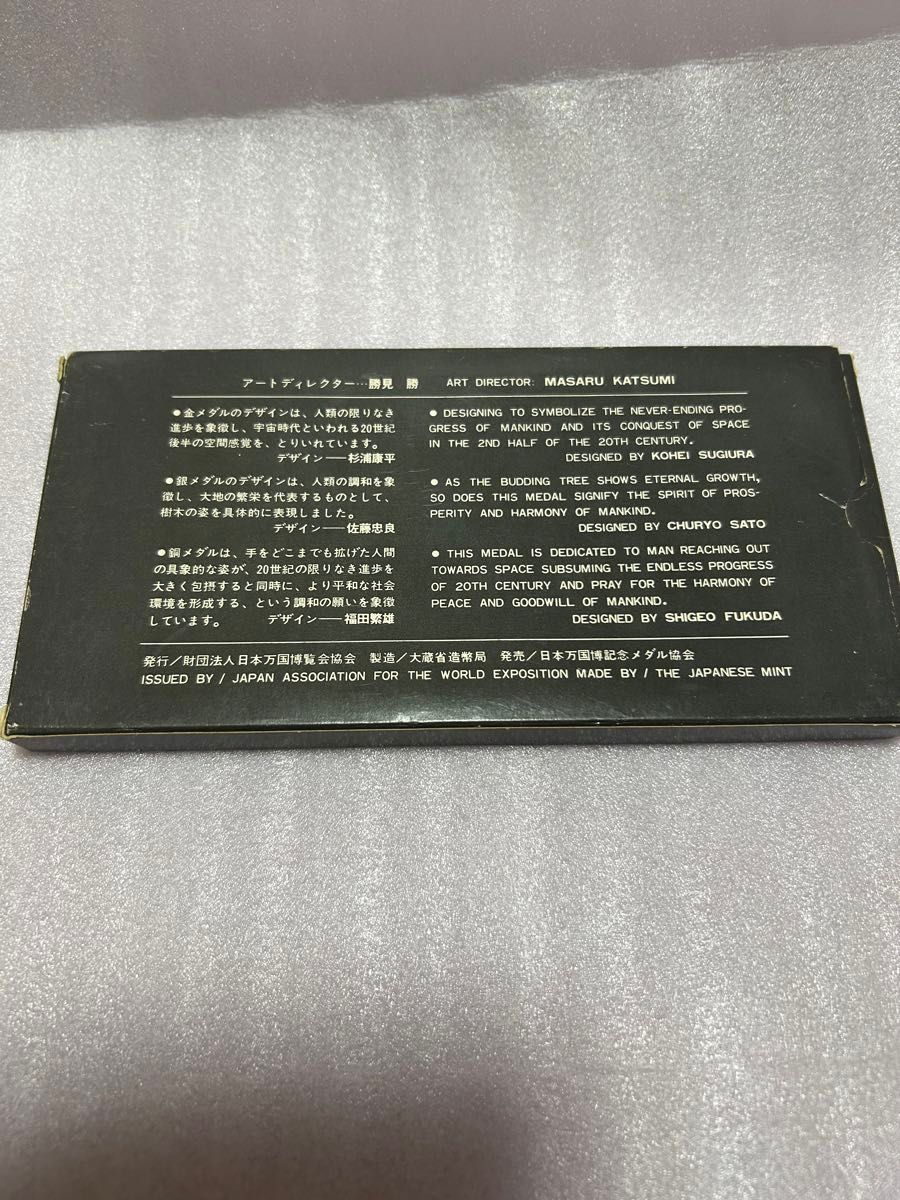 アートディレクター…勝見　勝　ART DIRECTOR: MASARU KATSUMI
●金メダルのデザインは、人類の限りなき
進歩を象徴し、宇宙時代といわれる20世紀
後半の空間感覚を、とりいれています。
デザイン──杉浦康平
●銀メダルのデザインは、人類の調和を象
徴し、大地の繁栄を代表するものとして、
樹木の姿を具体的に表現しました。
デザイン──佐藤忠良
●銅メダルは、手をどこまでも拡げた人間
の具象的な姿が、20世紀の限りなき進歩を
大きく包摂すると同時に、より平和な社会
環境を形成する、という調和の願いを象徴
しています。　デザイン──福田繁雄
● DESIGNING TO SYMBOLIZE THE NEVER-ENDING PRO-
GRESS OF MANKIND AND ITS CONQUEST OF SPACE
IN THE 2ND HALF OF THE 20TH CENTURY.
DESIGNED BY KOHEI SUGIURA
● AS THE BUDDING TREE SHOWS ETERNAL GROWTH,
SO DOES THIS MEDAL SIGNIFY THE SPIRIT OF PROS-
PERITY AND HARMONY OF MANKIND.
DESIGNED BY CHURYO SATO
● THIS MEDAL IS DEDICATED TO MAN REACHING OUT
TOWARDS SPACE SUBSUMING THE ENDLESS PROGRESS
OF 20TH CENTURY AND PRAY FOR THE HARMONY OF
PEACE AND GOODWILL OF MANKIND.
DESIGNED BY SHIGEO FUKUDA
発行／財団法人日本万国博覧会協会　製造／大蔵省造幣局　発売／日本万国博記念メダル協会
ISSUED BY / JAPAN ASSOCIATION FOR THE WORLD EXPOSITION MADE BY / THE JAPANESE MINT